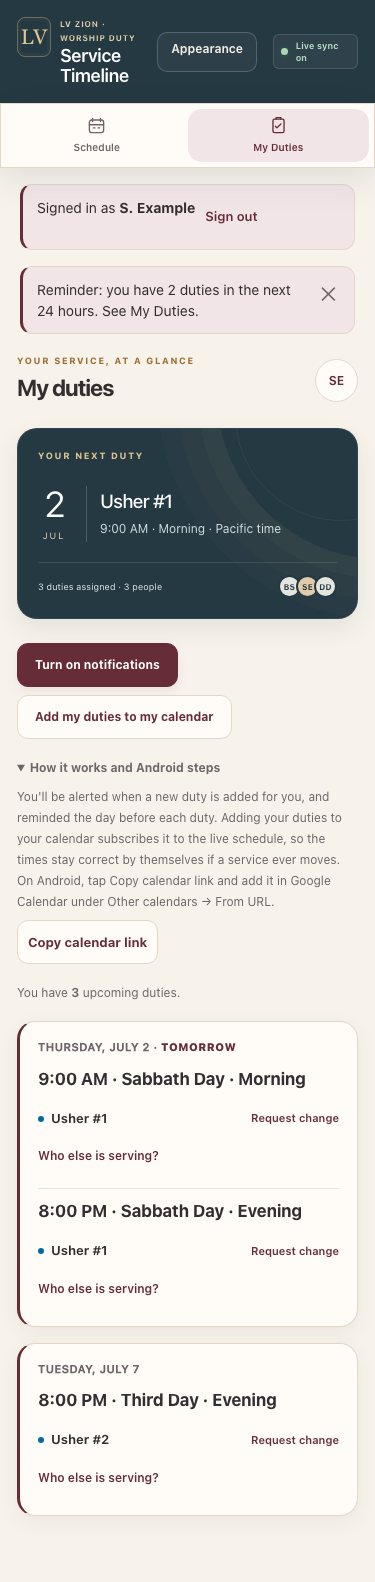 LV
LV ZION ·
WORSHIP DUTY
Service
Timeline
Appearance
Live sync
on
Schedule
My Duties
Signed in as S. Example
Sign out
Reminder: you have 2 duties in the next
24 hours. See My Duties.
YOUR SERVICE, AT A GLANCE
My duties
SE
YOUR NEXT DUTY
2
JUL
Usher #1
9:00 AM · Morning · Pacific time
3 duties assigned · 3 people
BS SE DD
Turn on notifications
Add my duties to my calendar
▼ How it works and Android steps
You'll be alerted when a new duty is added for you, and
reminded the day before each duty. Adding your duties to
your calendar subscribes it to the live schedule, so the
times stay correct by themselves if a service ever moves.
On Android, tap Copy calendar link and add it in Google
Calendar under Other calendars → From URL.
Copy calendar link
You have 3 upcoming duties.
THURSDAY, JULY 2 · TOMORROW
9:00 AM · Sabbath Day · Morning
Usher #1
Request change
Who else is serving?
8:00 PM · Sabbath Day · Evening
Usher #1
Request change
Who else is serving?
TUESDAY, JULY 7
8:00 PM · Third Day · Evening
Usher #2
Request change
Who else is serving?